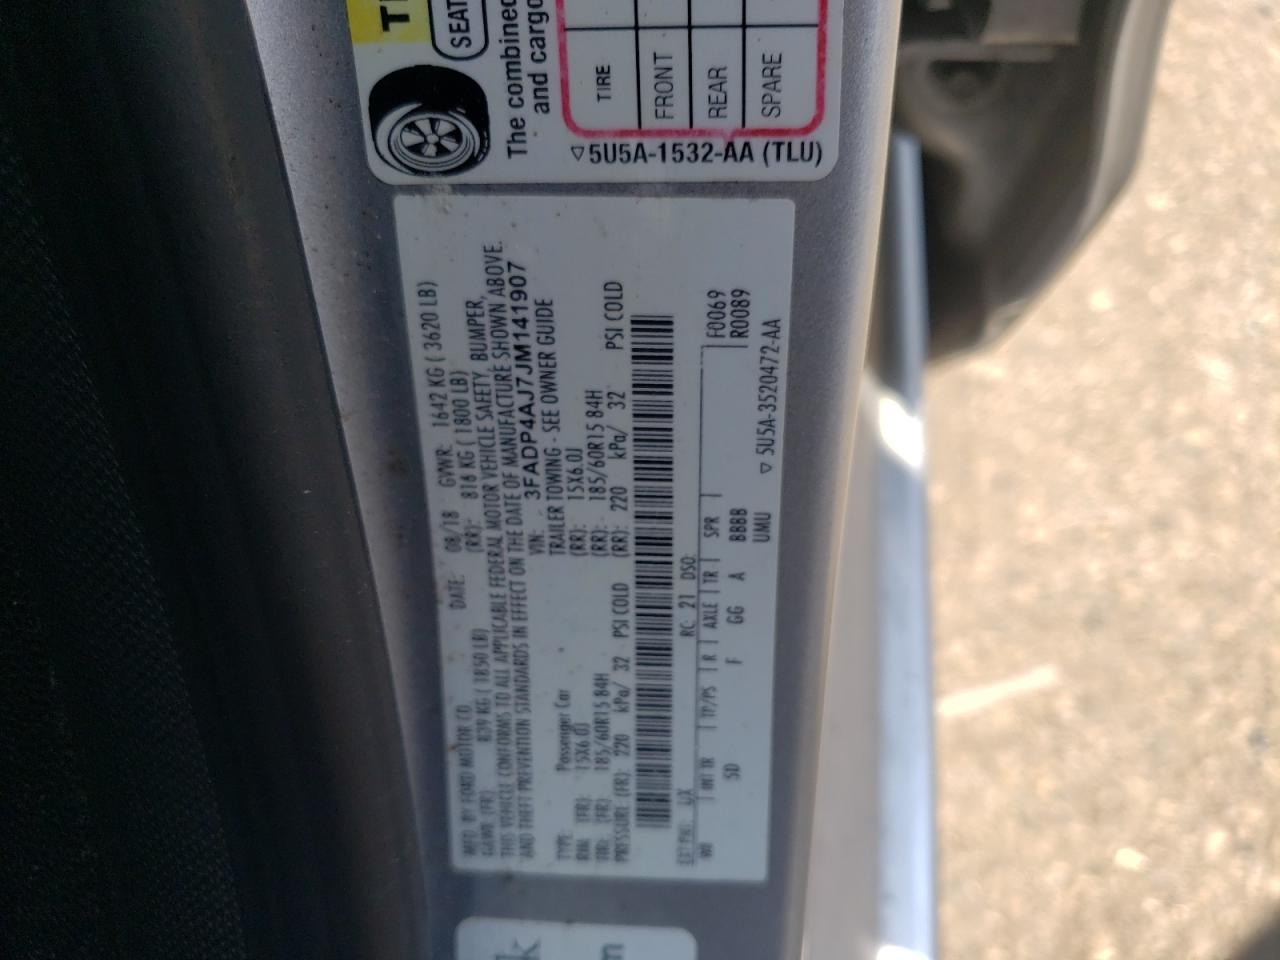 TI
SEAT
The combined
and cargo
TIRE
FRONT
REAR
SPARE
▽5U5A-1532-AA (TLU)
MFD BY FORD MOTOR CO. DATE: 08/18 GVWR: 1642 KG ( 3620 LB)
GAWR (FR): 839 KG ( 1850 LB) (RR): 816 KG ( 1800 LB)
THIS VEHICLE CONFORMS TO ALL APPLICABLE FEDERAL MOTOR VEHICLE SAFETY, BUMPER,
AND THEFT PREVENTION STANDARDS IN EFFECT ON THE DATE OF MANUFACTURE SHOWN ABOVE.
VIN: 3FADP4AJ7JM141907
TYPE: Passenger Car TRAILER TOWING - SEE OWNER GUIDE
RIM: (FR): 15X6.0J (RR): 15X6.0J
TIRE: (FR): 185/60R15 84H (RR): 185/60R15 84H
PRESSURE (FR): 220 kPa/ 32 PSI COLD (RR): 220 kPa/ 32 PSI COLD
EXT PNT: UX RC: 21 DSO:
WB INT TR TP/PS R AXLE TR SPR F0069
5D F GG A BBBB R0089
UMU
▽ 5U5A-3520472-AA
k
m